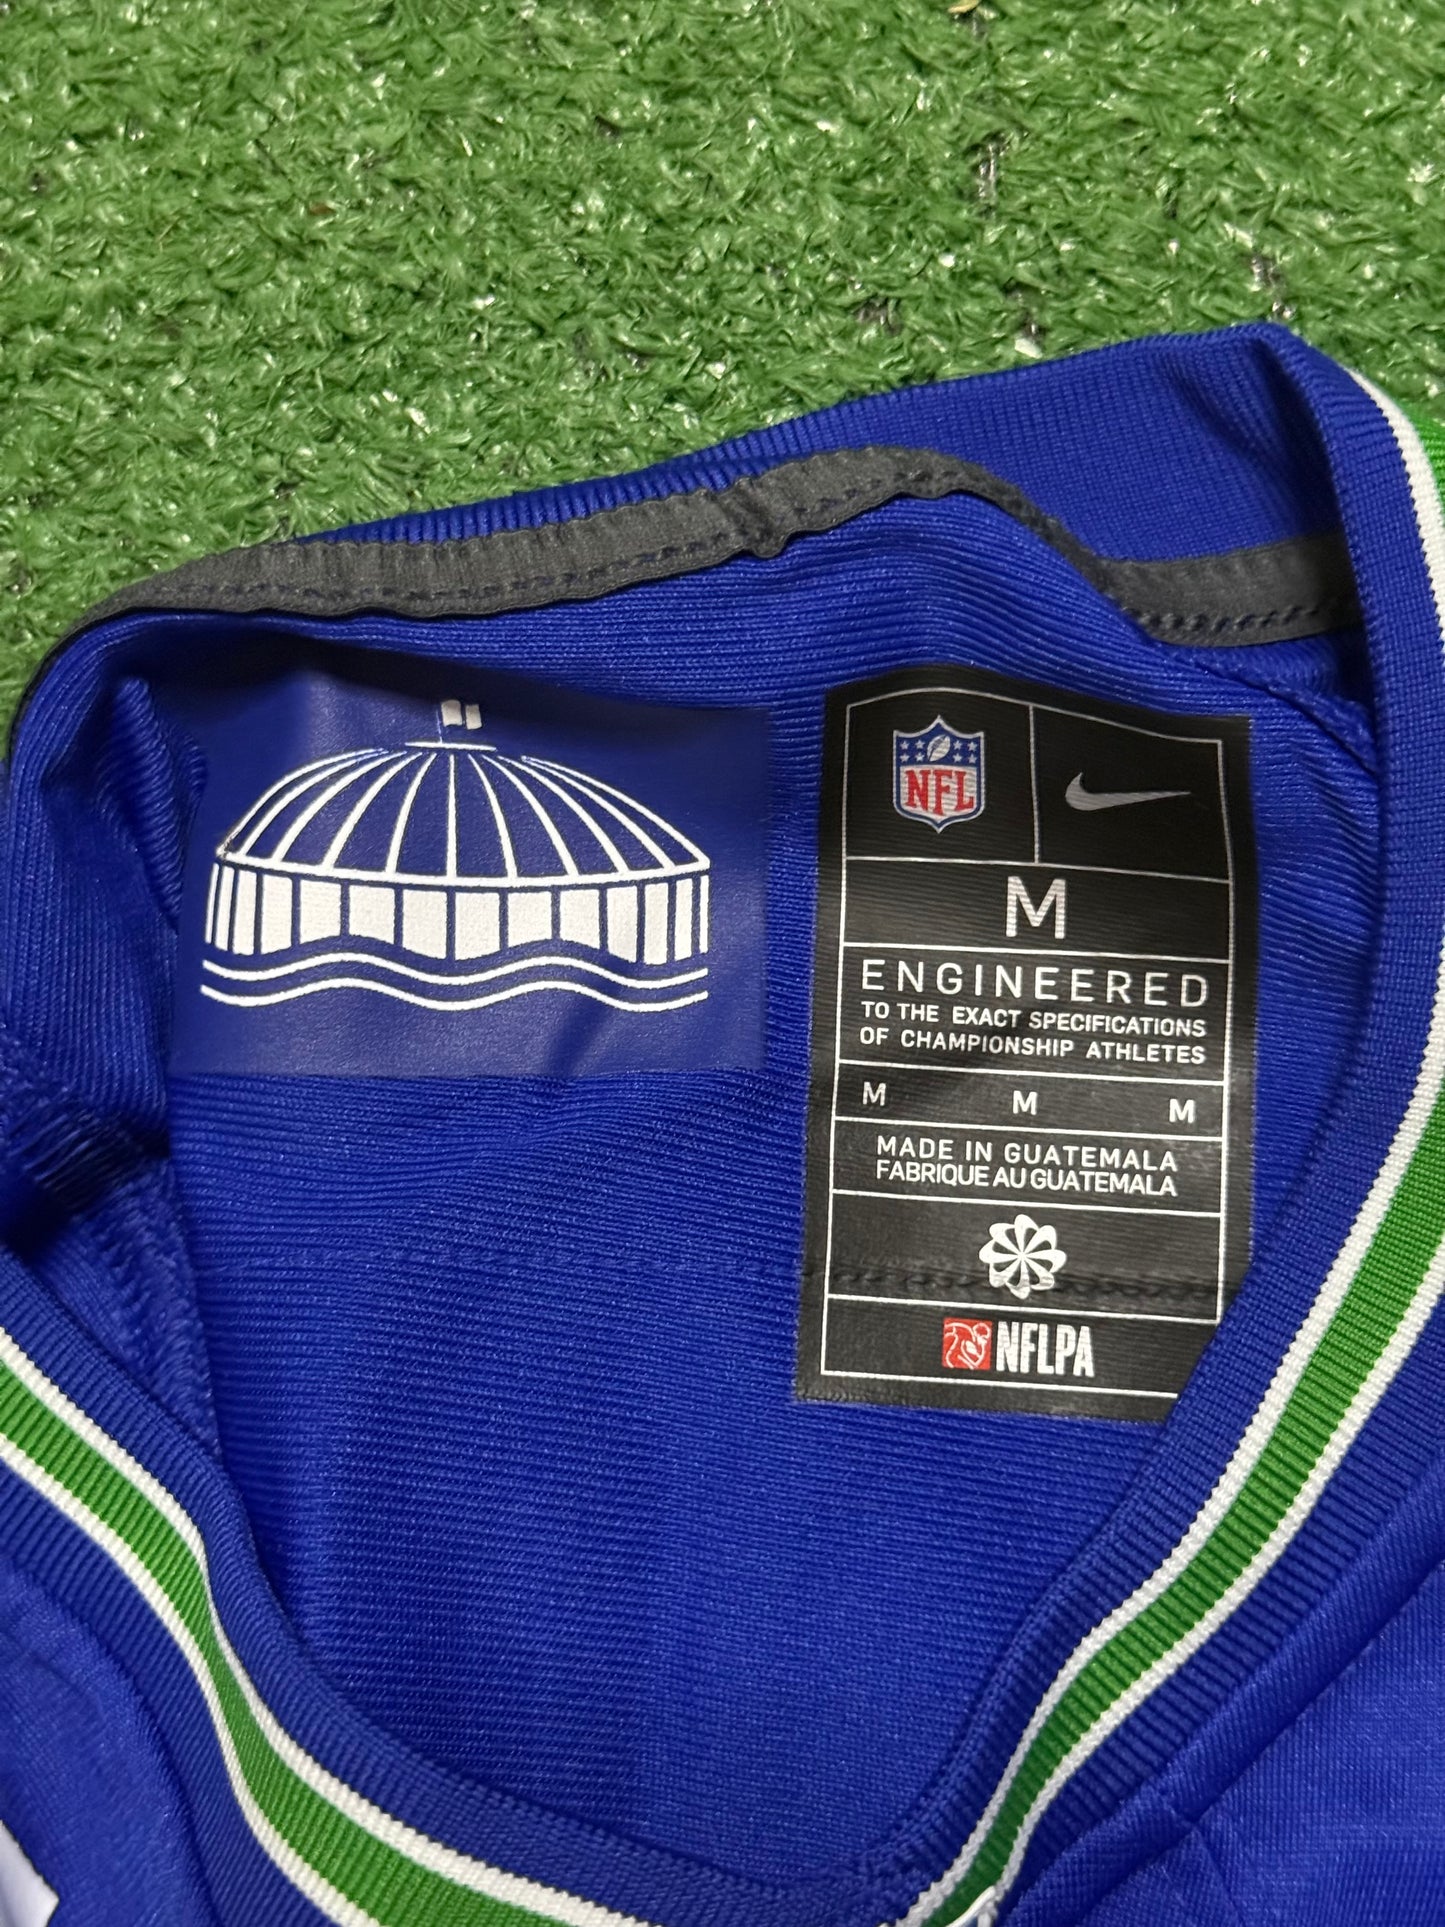 NFL
M
ENGINEERED
TO THE EXACT SPECIFICATIONS
OF CHAMPIONSHIP ATHLETES
M M M
MADE IN GUATEMALA
FABRIQUE AU GUATEMALA
NFLPA